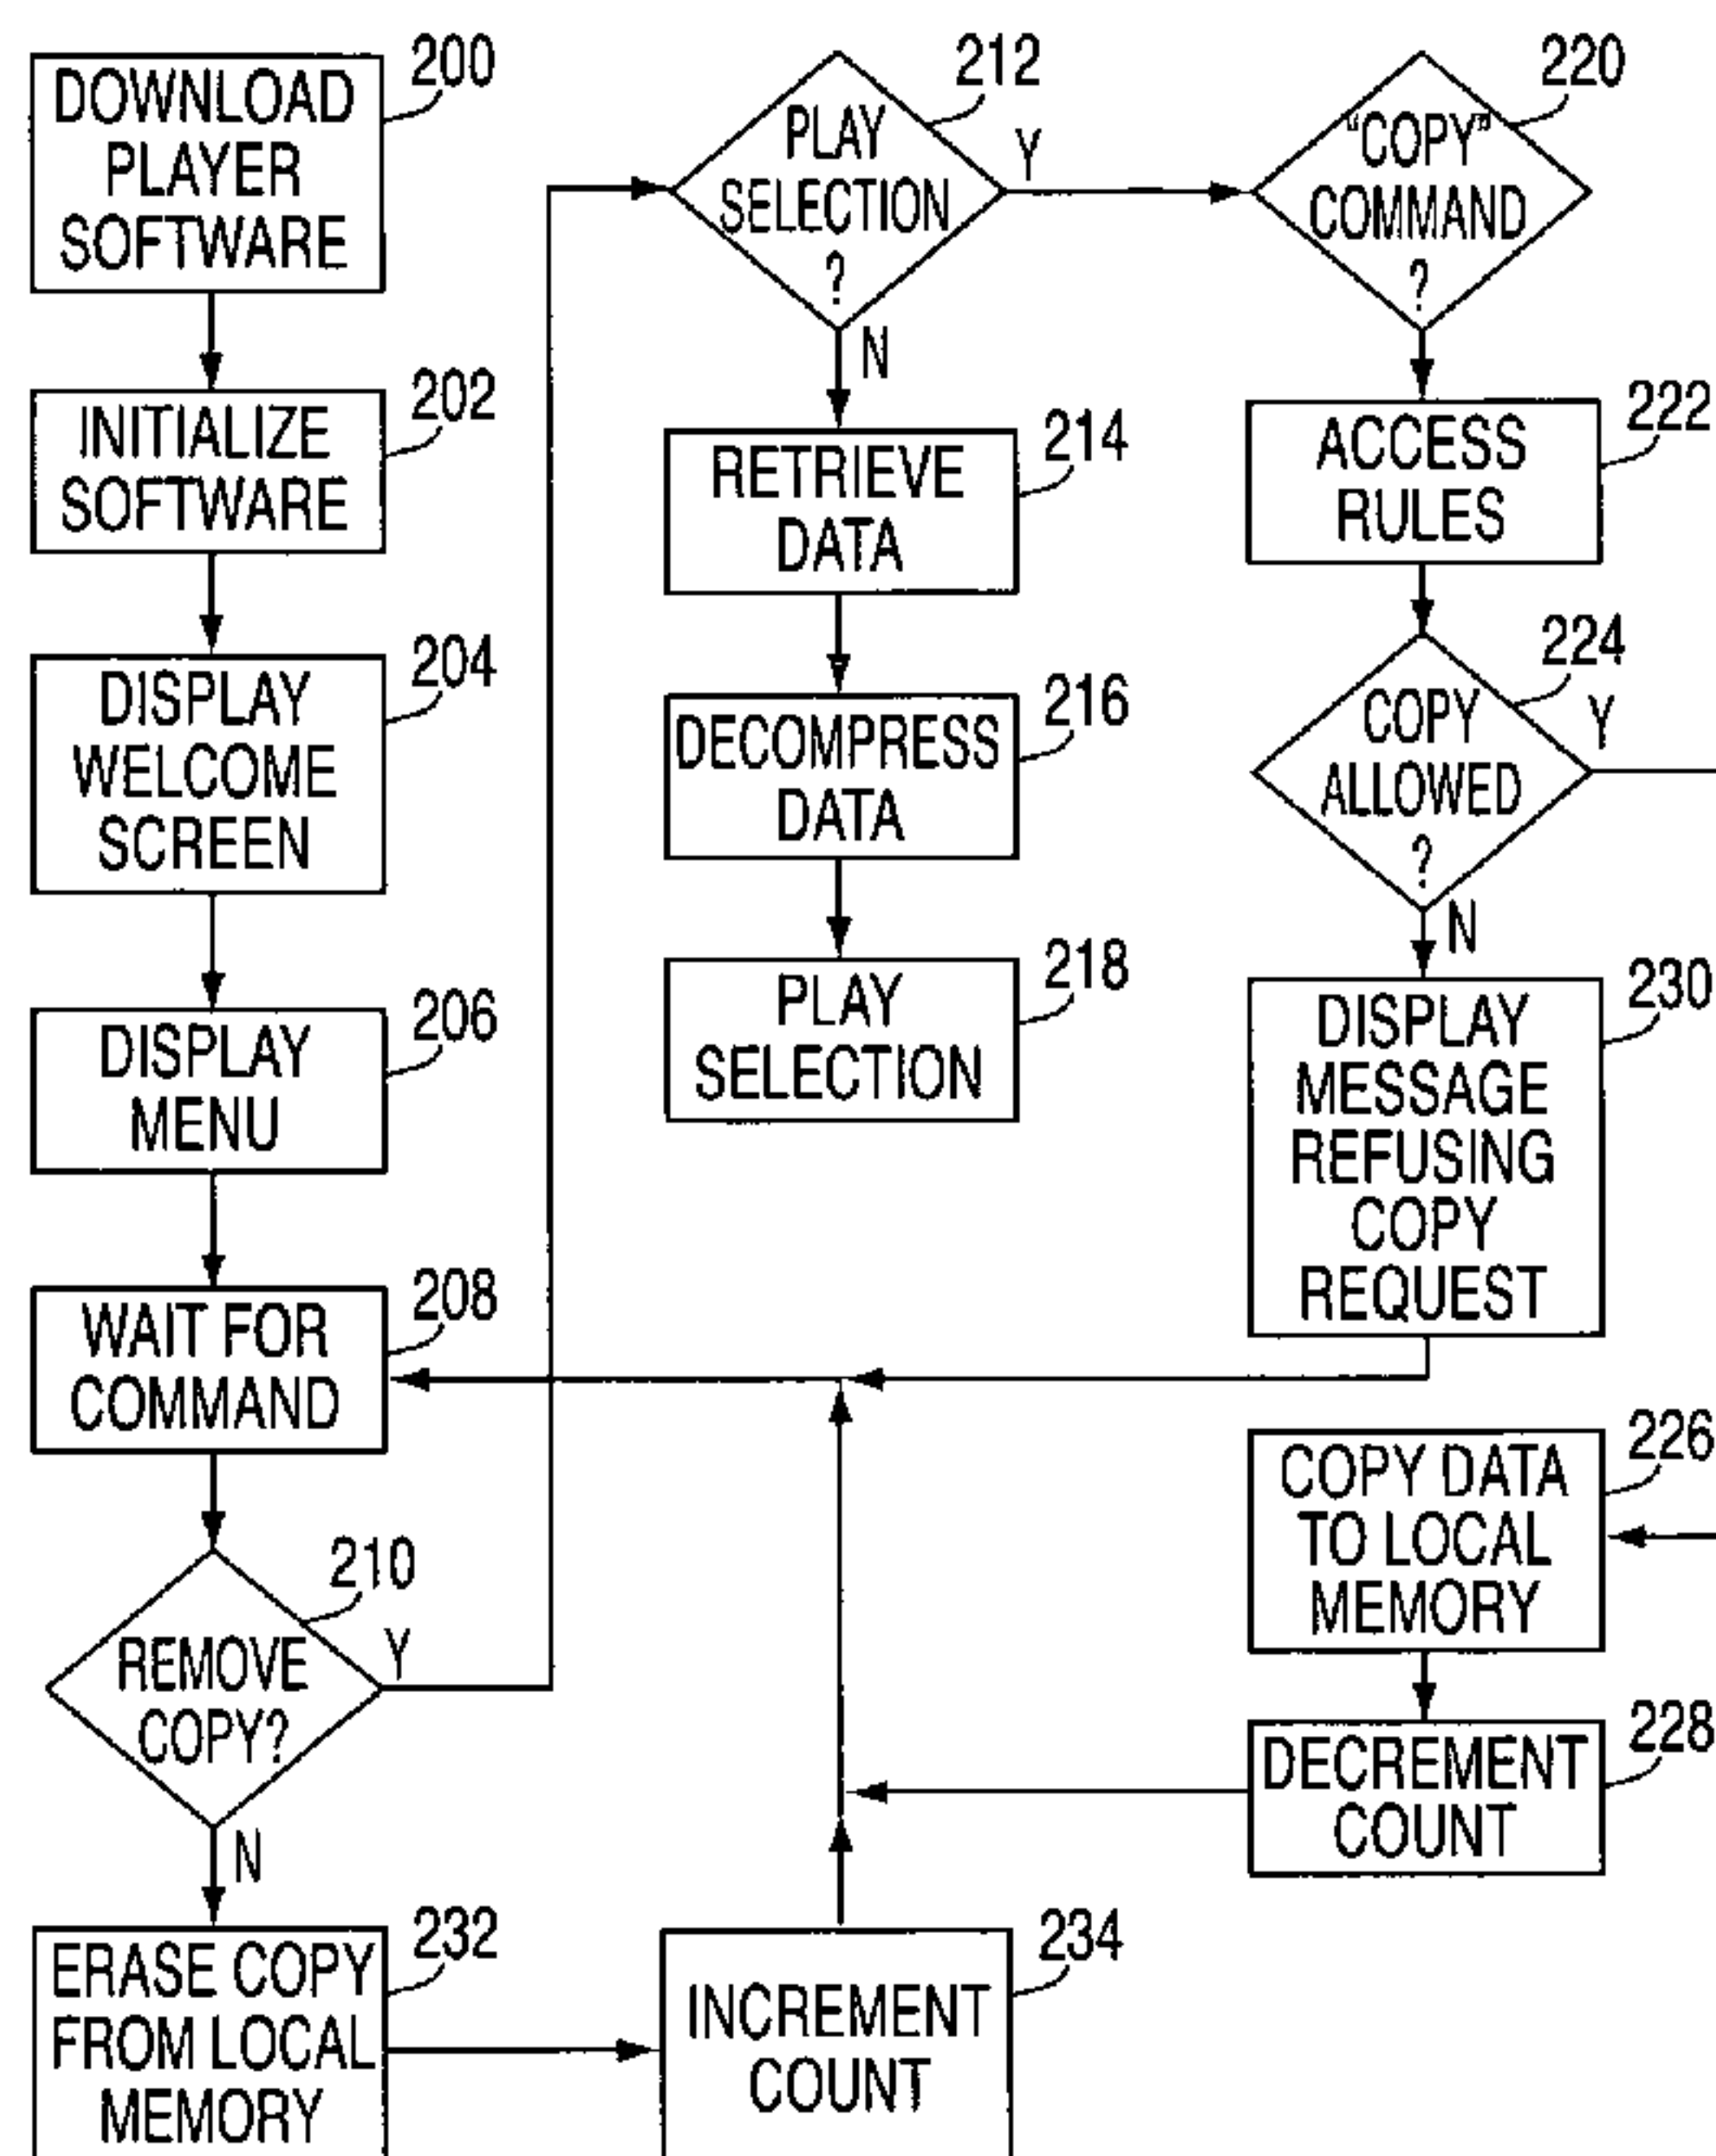 DOWNLOAD
PLAYER
SOFTWARE
200
INITIALIZE
SOFTWARE
202
DISPLAY
WELCOME
SCREEN
204
DISPLAY
MENU
206
WAIT FOR
COMMAND
208
REMOVE
COPY?
210
Y
N
ERASE COPY
FROM LOCAL
MEMORY
232
INCREMENT
COUNT
234
PLAY
SELECTION
?
212
Y
N
RETRIEVE
DATA
214
DECOMPRESS
DATA
216
PLAY
SELECTION
218
"COPY"
COMMAND
?
220
ACCESS
RULES
222
COPY
ALLOWED
?
224
Y
N
DISPLAY
MESSAGE
REFUSING
COPY
REQUEST
230
COPY DATA
TO LOCAL
MEMORY
226
DECREMENT
COUNT
228